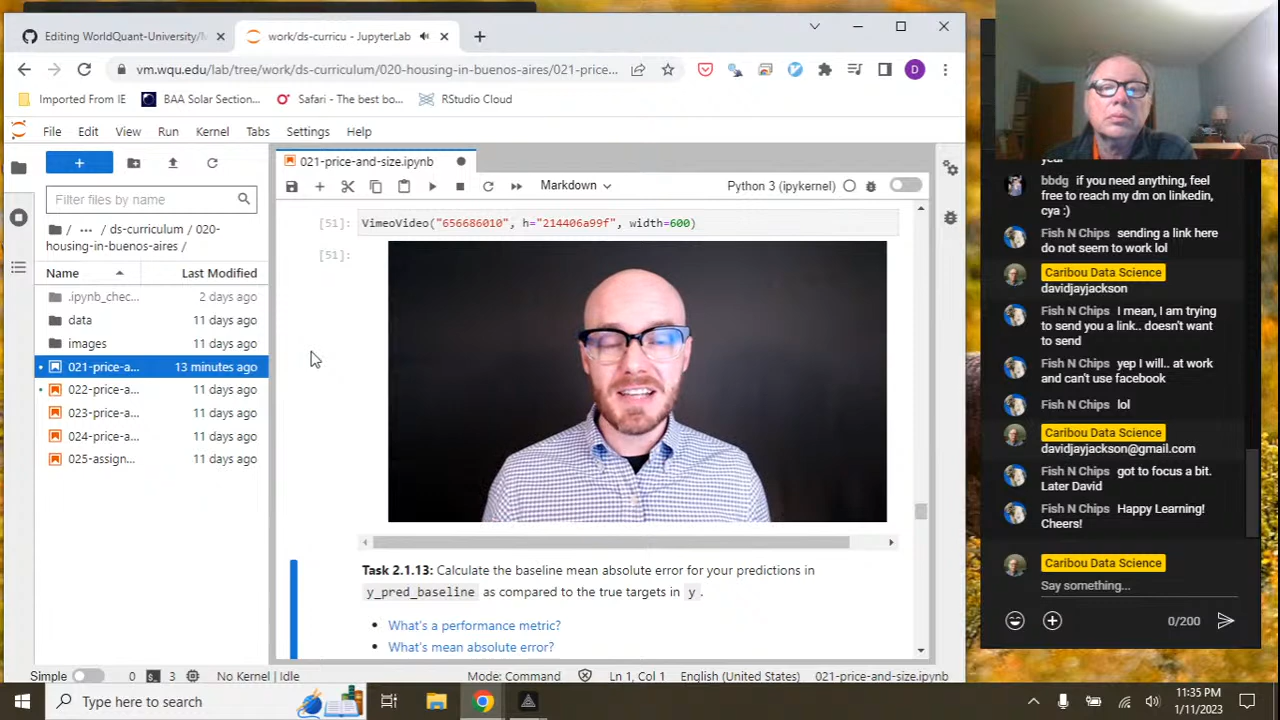 Editing WorldQuant-University/M
work/ds-curricu - JupyterLab
vm.wqu.edu/lab/tree/work/ds-curriculum/020-housing-in-buenos-aires/021-price...
D
Imported From IE
BAA Solar Section...
Safari - The best bo...
RStudio Cloud
File Edit View Run Kernel Tabs Settings Help
021-price-and-size.ipynb
Markdown
Python 3 (ipykernel)
Filter files by name
/ ... / ds-curriculum / 020-
housing-in-buenos-aires /
Name Last Modified
.ipynb_chec... 2 days ago
data 11 days ago
images 11 days ago
021-price-a... 13 minutes ago
022-price-a... 11 days ago
023-price-a... 11 days ago
024-price-a... 11 days ago
025-assign... 11 days ago
[51]: VimeoVideo("656686010", h="214406a99f", width=600)
[51]:
Task 2.1.13: Calculate the baseline mean absolute error for your predictions in
y_pred_baseline as compared to the true targets in y.
What's a performance metric?
What's mean absolute error?
Simple 0 3 No Kernel | Idle Mode: Command Ln 1, Col 1 English (United States) 021-price-and-size.ipynb
year
bbdg if you need anything, feel
free to reach my dm on linkedin,
cya :)
Fish N Chips sending a link here
do not seem to work lol
Caribou Data Science
davidjayjackson
Fish N Chips I mean, I am trying
to send you a link.. doesn't want
to send
Fish N Chips yep I will.. at work
and can't use facebook
Fish N Chips lol
Caribou Data Science
davidjayjackson@gmail.com
Fish N Chips got to focus a bit.
Later David
Fish N Chips Happy Learning!
Cheers!
Caribou Data Science
Say something...
0/200
Type here to search
11:35 PM
1/11/2023